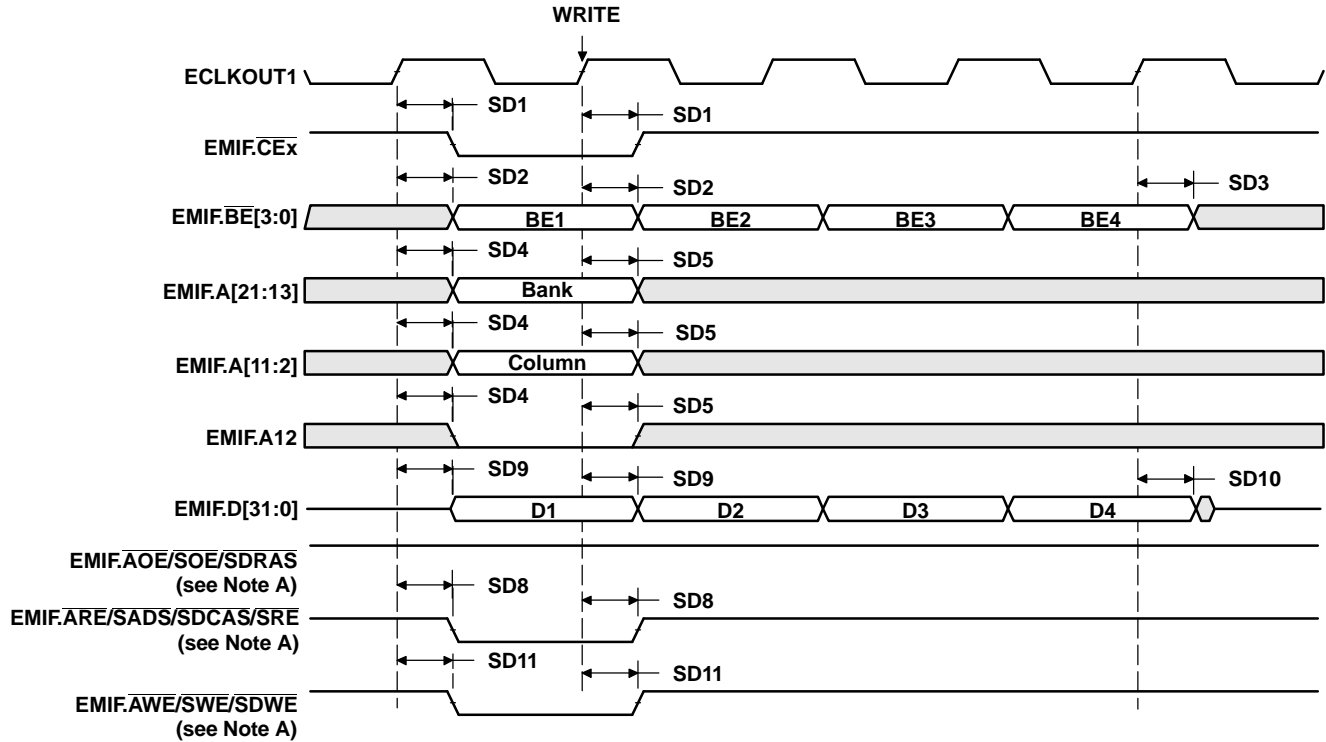 WRITE
ECLKOUT1
SD1 SD1
EMIF.CEx
SD2 SD2 SD3
EMIF.BE[3:0] BE1 BE2 BE3 BE4
SD4 SD5
EMIF.A[21:13] Bank
SD4 SD5
EMIF.A[11:2] Column
SD4 SD5
EMIF.A12
SD9 SD9 SD10
EMIF.D[31:0] D1 D2 D3 D4
EMIF.AOE/SOE/SDRAS
(see Note A)
SD8 SD8
EMIF.ARE/SADS/SDCAS/SRE
(see Note A)
SD11 SD11
EMIF.AWE/SWE/SDWE
(see Note A)